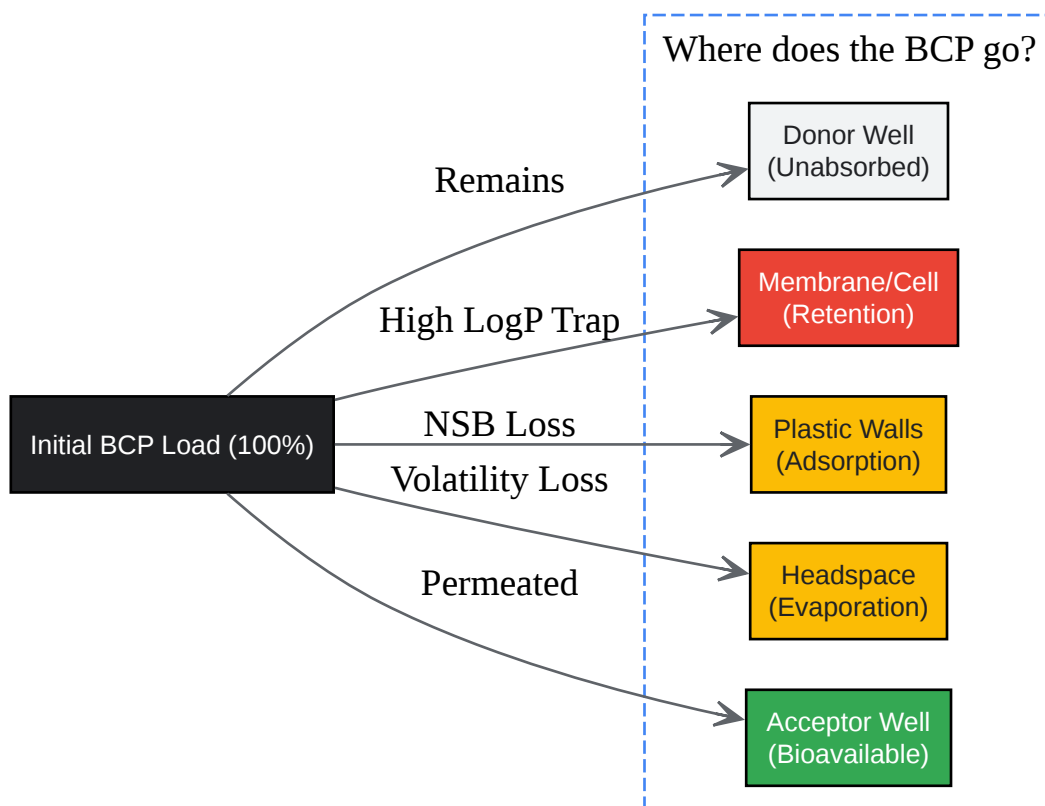 Where does the BCP go?
Donor Well
(Unabsorbed)
Remains
Membrane/Cell
(Retention)
High LogP Trap
Initial BCP Load (100%)
NSB Loss
Plastic Walls
(Adsorption)
Volatility Loss
Headspace
(Evaporation)
Permeated
Acceptor Well
(Bioavailable)